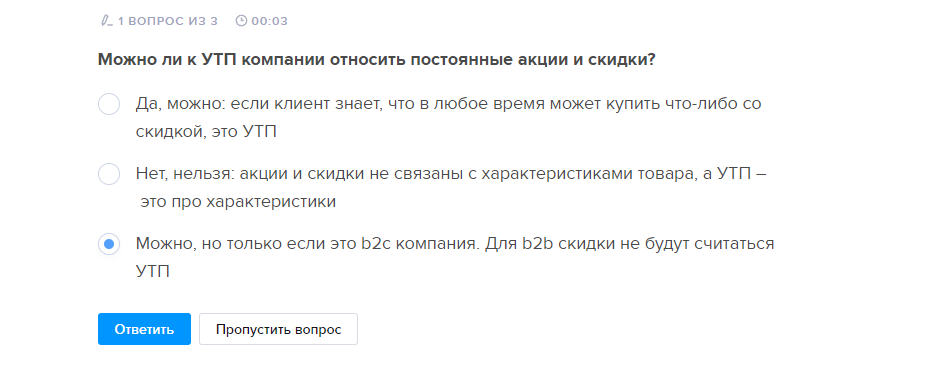 1 ВОПРОС ИЗ 3 00:03
Можно ли к УТП компании относить постоянные акции и скидки?
Да, можно: если клиент знает, что в любое время может купить что-либо со
скидкой, это УТП
Нет, нельзя: акции и скидки не связаны с характеристиками товара, а УТП –
это про характеристики
Можно, но только если это b2c компания. Для b2b скидки не будут считаться
УТП
Ответить Пропустить вопрос